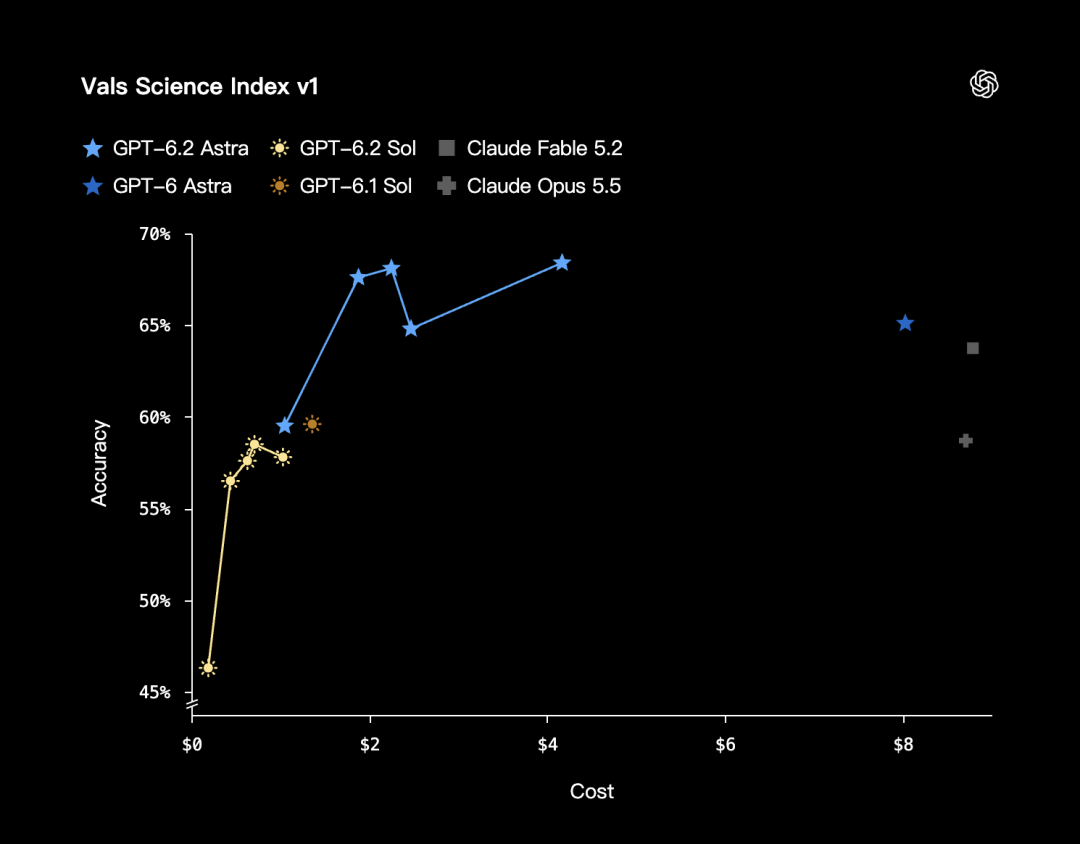 Vals Science Index v1
GPT–6.2 Astra
GPT–6.2 Sol
Claude Fable 5.2
GPT–6 Astra
GPT–6.1 Sol
Claude Opus 5.5
70%
65%
60%
55%
50%
45%
Accuracy
$0
$2
$4
$6
$8
Cost